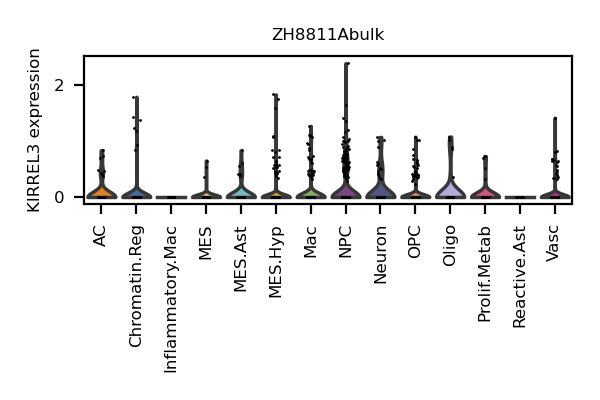 ZH8811Abulk
KIRREL3 expression
2
0
AC
Chromatin.Reg
Inflammatory.Mac
MES
MES.Ast
MES.Hyp
Mac
NPC
Neuron
OPC
Oligo
Prolif.Metab
Reactive.Ast
Vasc